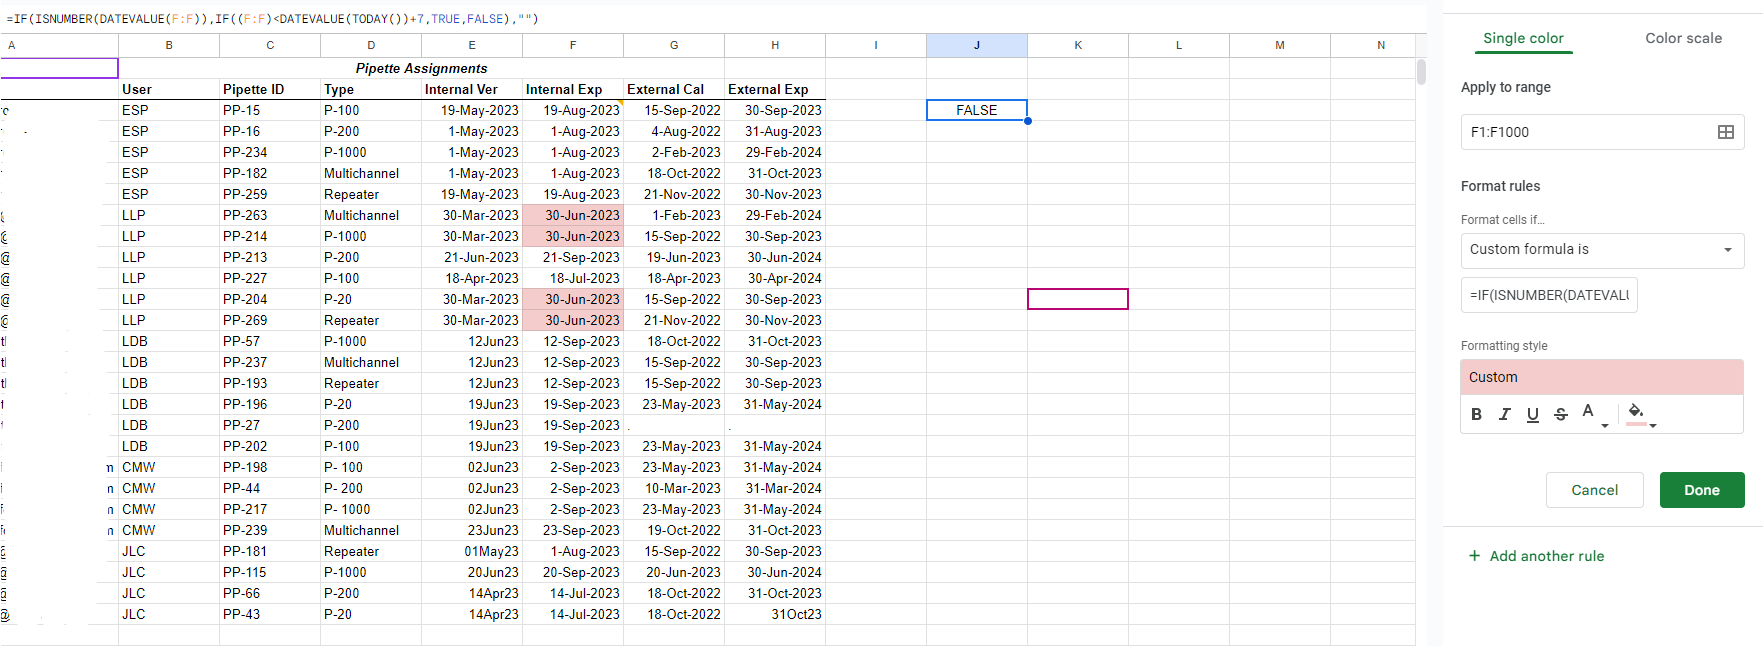 =IF(ISNUMBER(DATEVALUE(F:F)),IF((F:F)<DATEVALUE(TODAY())+7,TRUE,FALSE),"")
A B C D E F G H I J K L M N
Pipette Assignments
User Pipette ID Type Internal Ver Internal Exp External Cal External Exp
ESP PP-15 P-100 19-May-2023 19-Aug-2023 15-Sep-2022 30-Sep-2023 FALSE
ESP PP-16 P-200 1-May-2023 1-Aug-2023 4-Aug-2022 31-Aug-2023
ESP PP-234 P-1000 1-May-2023 1-Aug-2023 2-Feb-2023 29-Feb-2024
ESP PP-182 Multichannel 1-May-2023 1-Aug-2023 18-Oct-2022 31-Oct-2023
ESP PP-259 Repeater 19-May-2023 19-Aug-2023 21-Nov-2022 30-Nov-2023
LLP PP-263 Multichannel 30-Mar-2023 30-Jun-2023 1-Feb-2023 29-Feb-2024
@ LLP PP-214 P-1000 30-Mar-2023 30-Jun-2023 15-Sep-2022 30-Sep-2023
@ LLP PP-213 P-200 21-Jun-2023 21-Sep-2023 19-Jun-2023 30-Jun-2024
@ LLP PP-227 P-100 18-Apr-2023 18-Jul-2023 18-Apr-2023 30-Apr-2024
@ LLP PP-204 P-20 30-Mar-2023 30-Jun-2023 15-Sep-2022 30-Sep-2023
@ LLP PP-269 Repeater 30-Mar-2023 30-Jun-2023 21-Nov-2022 30-Nov-2023
LDB PP-57 P-1000 12Jun23 12-Sep-2023 18-Oct-2022 31-Oct-2023
LDB PP-237 Multichannel 12Jun23 12-Sep-2023 15-Sep-2022 30-Sep-2023
LDB PP-193 Repeater 12Jun23 12-Sep-2023 15-Sep-2022 30-Sep-2023
LDB PP-196 P-20 19Jun23 19-Sep-2023 23-May-2023 31-May-2024
LDB PP-27 P-200 19Jun23 19-Sep-2023 . .
LDB PP-202 P-100 19Jun23 19-Sep-2023 23-May-2023 31-May-2024
m CMW PP-198 P- 100 02Jun23 2-Sep-2023 23-May-2023 31-May-2024
m CMW PP-44 P- 200 02Jun23 2-Sep-2023 10-Mar-2023 31-Mar-2024
m CMW PP-217 P- 1000 02Jun23 2-Sep-2023 23-May-2023 31-May-2024
m CMW PP-239 Multichannel 23Jun23 23-Sep-2023 19-Oct-2022 31-Oct-2023
@ JLC PP-181 Repeater 01May23 1-Aug-2023 15-Sep-2022 30-Sep-2023
@ JLC PP-115 P-1000 20Jun23 20-Sep-2023 20-Jun-2023 30-Jun-2024
@ JLC PP-66 P-200 14Apr23 14-Jul-2023 18-Oct-2022 31-Oct-2023
@ JLC PP-43 P-20 14Apr23 14-Jul-2023 18-Oct-2022 31Oct23
Single color Color scale
Apply to range
F1:F1000
Format rules
Format cells if…
Custom formula is
=IF(ISNUMBER(DATEVALU
Formatting style
Custom
B I U S A
Cancel Done
+ Add another rule